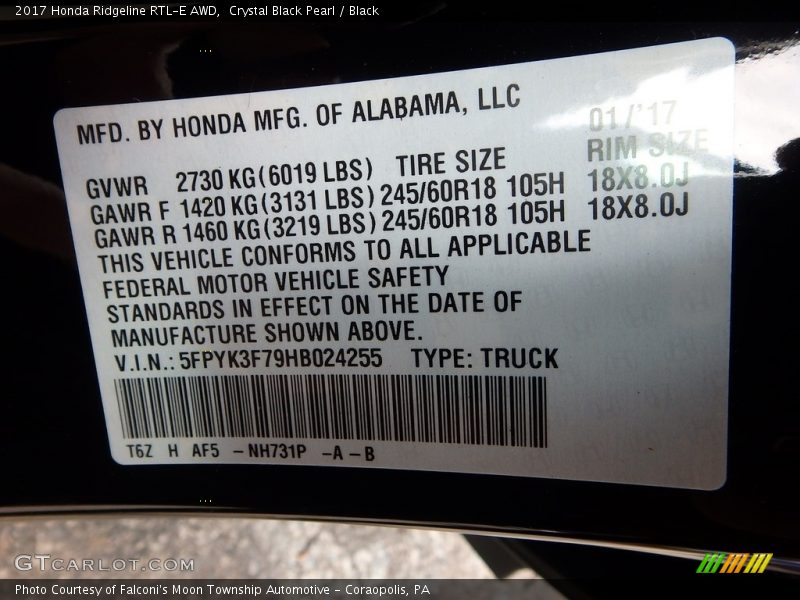 2017 Honda Ridgeline RTL-E AWD, Crystal Black Pearl / Black
MFD. BY HONDA MFG. OF ALABAMA, LLC 01/'17
GVWR 2730 KG(6019 LBS) TIRE SIZE RIM SIZE
GAWR F 1420 KG(3131 LBS) 245/60R18 105H 18X8.0J
GAWR R 1460 KG(3219 LBS) 245/60R18 105H 18X8.0J
THIS VEHICLE CONFORMS TO ALL APPLICABLE
FEDERAL MOTOR VEHICLE SAFETY
STANDARDS IN EFFECT ON THE DATE OF
MANUFACTURE SHOWN ABOVE.
V.I.N.: 5FPYK3F79HB024255 TYPE: TRUCK
T6Z H AF5 -NH731P -A-B
GTCARLOT.COM
Photo Courtesy of Falconi's Moon Township Automotive - Coraopolis, PA